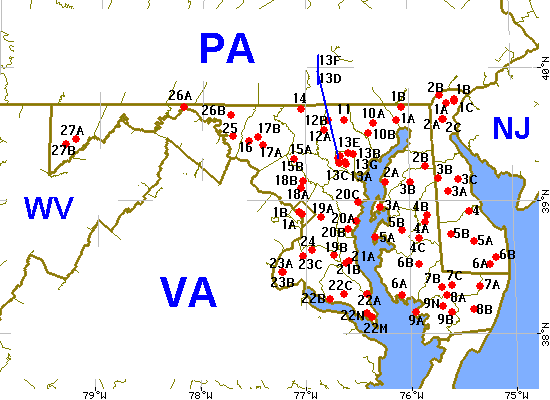 PA
13F
13D
40°N
26A
26B
14
11
12B
12A
10A
10B
1B
1A
2B
1B
1C
1A
2A
2C
NJ
27A
27B
25
16
17B
17A
15A
15B
13E
13B
13G
13C
13A
2B
2A
3B
3B
3C
3A
18B
18A
WV
1B
1A
19A
20C
20A
20B
3A
4B
4A
4
39°N
5B
5A
4C
5B
5A
24
23C
19B
21A
21B
23A
23B
6B
6A
6B
VA
22C
22B
22A
22N
22M
6A
7B
7C
7A
8A
9N
9A
9B
8B
38°N
79°W
78°W
77°W
76°W
75°W